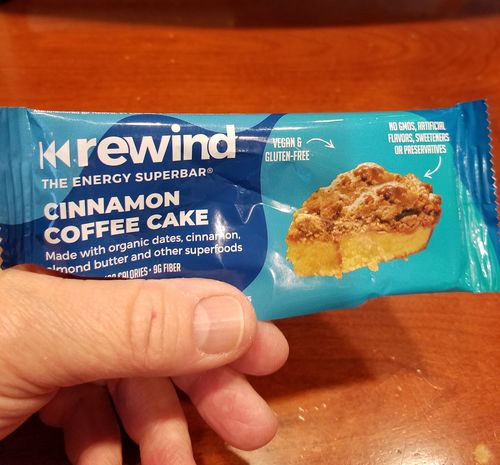 rewind
THE ENERGY SUPERBAR®
CINNAMON
COFFEE CAKE
Made with organic dates, cinnamon,
almond butter and other superfoods
CALORIES • 9G FIBER
VEGAN &
GLUTEN-FREE
NO GMOS, ARTIFICIAL
FLAVORS, SWEETENERS
OR PRESERVATIVES